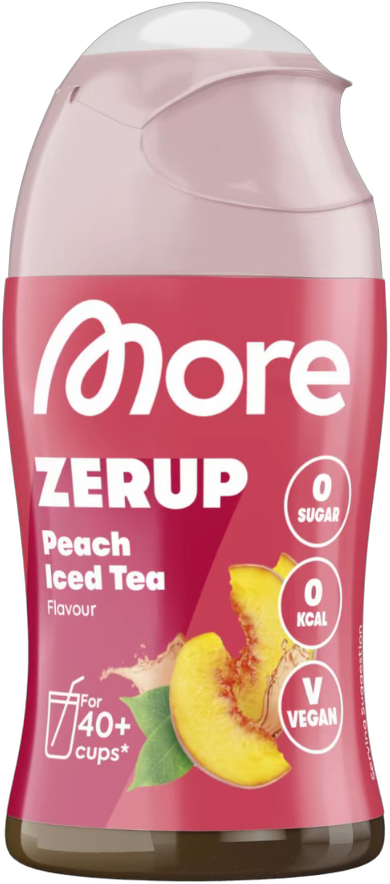 More
ZERUP
Peach
Iced Tea
Flavour
0
SUGAR
0
KCAL
V
VEGAN
For
40+
cups*
serving suggestion